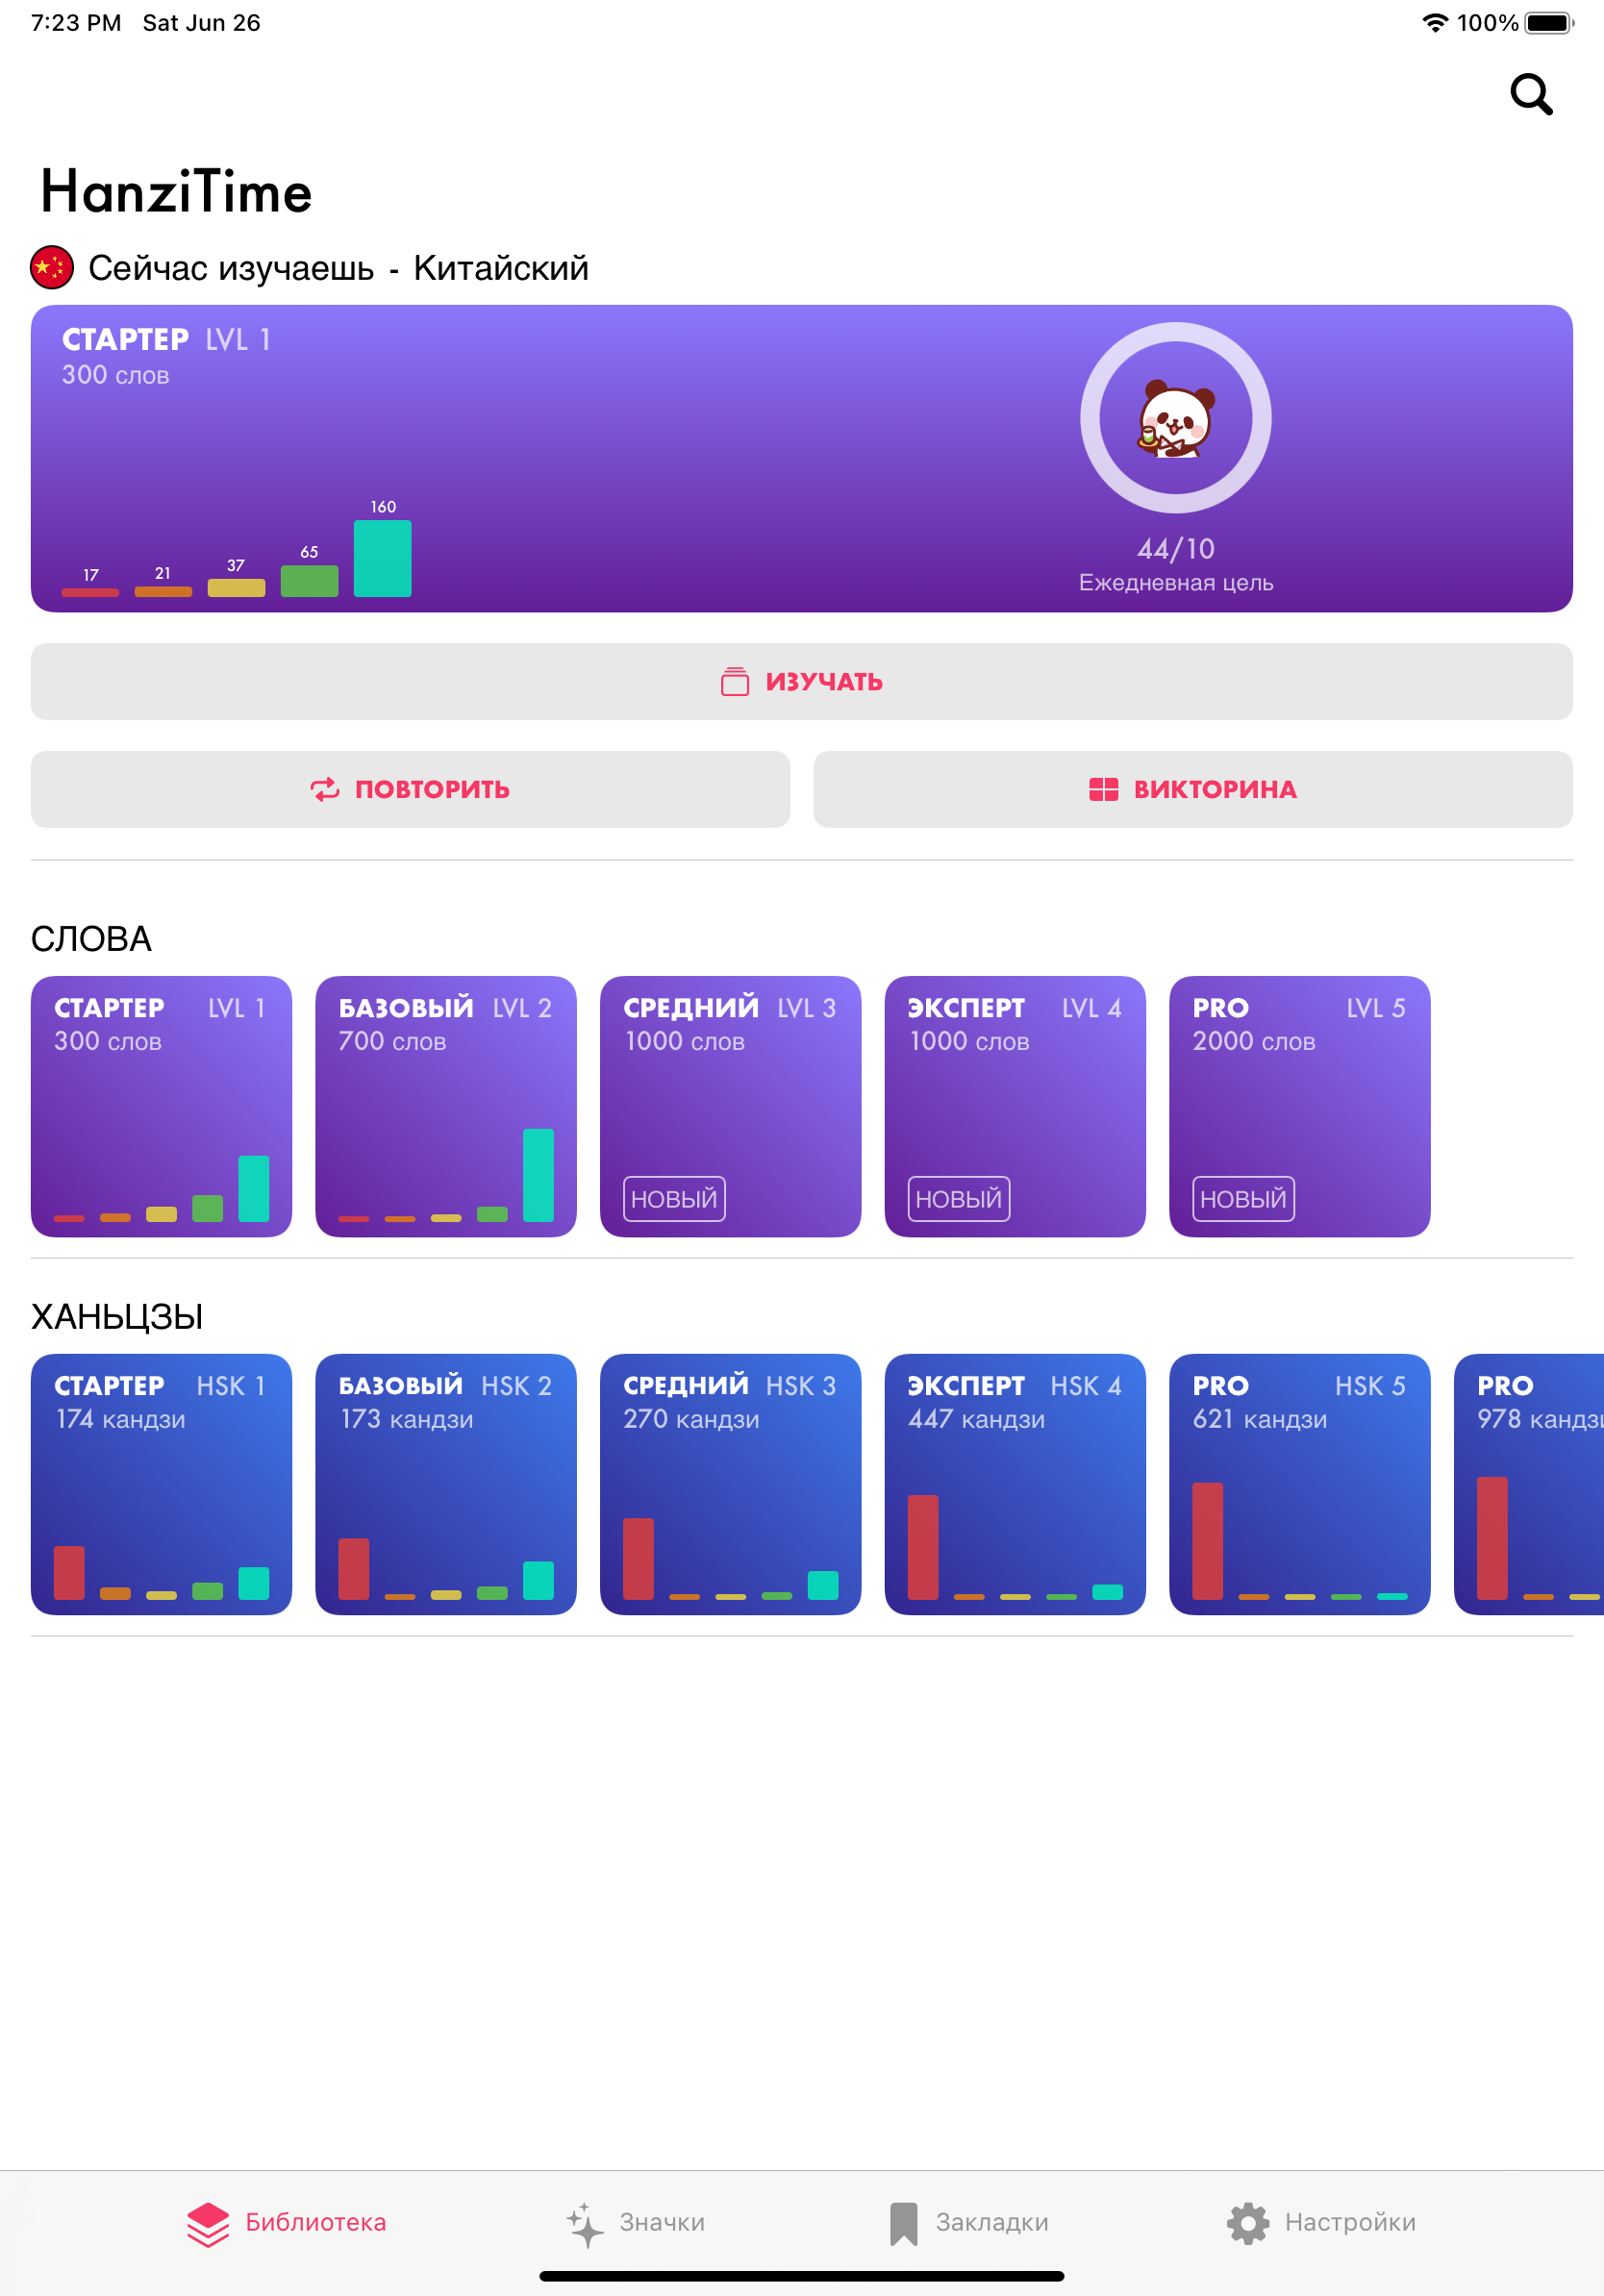 7:23 PM Sat Jun 26
100%
HanziTime
Сейчас изучаешь - Китайский
СТАРТЕР LVL 1
300 слов
17 21 37 65 160
44/10
Ежедневная цель
ИЗУЧАТЬ
ПОВТОРИТЬ
ВИКТОРИНА
СЛОВА
СТАРТЕР LVL 1
300 слов
БАЗОВЫЙ LVL 2
700 слов
СРЕДНИЙ LVL 3
1000 слов
НОВЫЙ
ЭКСПЕРТ LVL 4
1000 слов
НОВЫЙ
PRO LVL 5
2000 слов
НОВЫЙ
ХАНЬЦЗЫ
СТАРТЕР HSK 1
174 кандзи
БАЗОВЫЙ HSK 2
173 кандзи
СРЕДНИЙ HSK 3
270 кандзи
ЭКСПЕРТ HSK 4
447 кандзи
PRO HSK 5
621 кандзи
PRO
978 кандзи
Библиотека
Значки
Закладки
Настройки